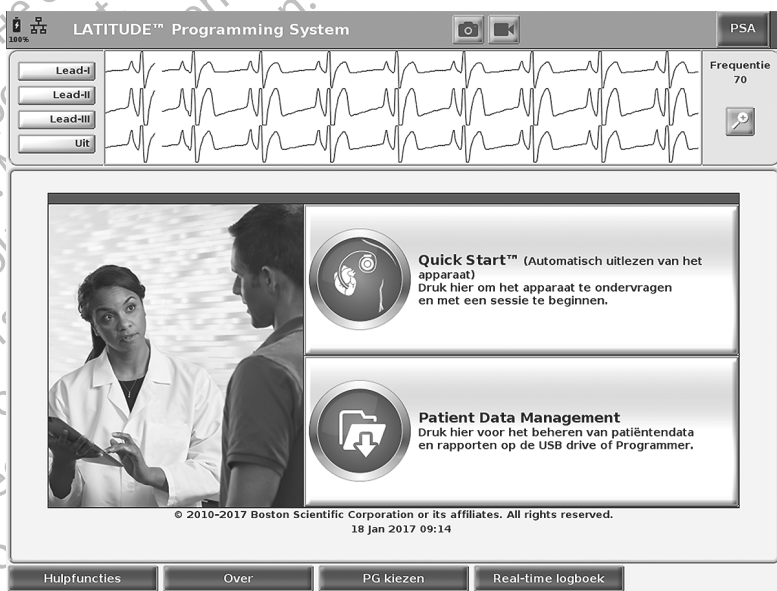 100%
LATITUDE™ Programming System
PSA
Lead-I
Lead-II
Lead-III
Uit
Frequentie
70
Quick Start™ (Automatisch uitlezen van het
apparaat)
Druk hier om het apparaat te ondervragen
en met een sessie te beginnen.
Patient Data Management
Druk hier voor het beheren van patiëntendata
en rapporten op de USB drive of Programmer.
© 2010–2017 Boston Scientific Corporation or its affiliates. All rights reserved.
18 Jan 2017 09:14
Hulpfuncties
Over
PG kiezen
Real-time logboek